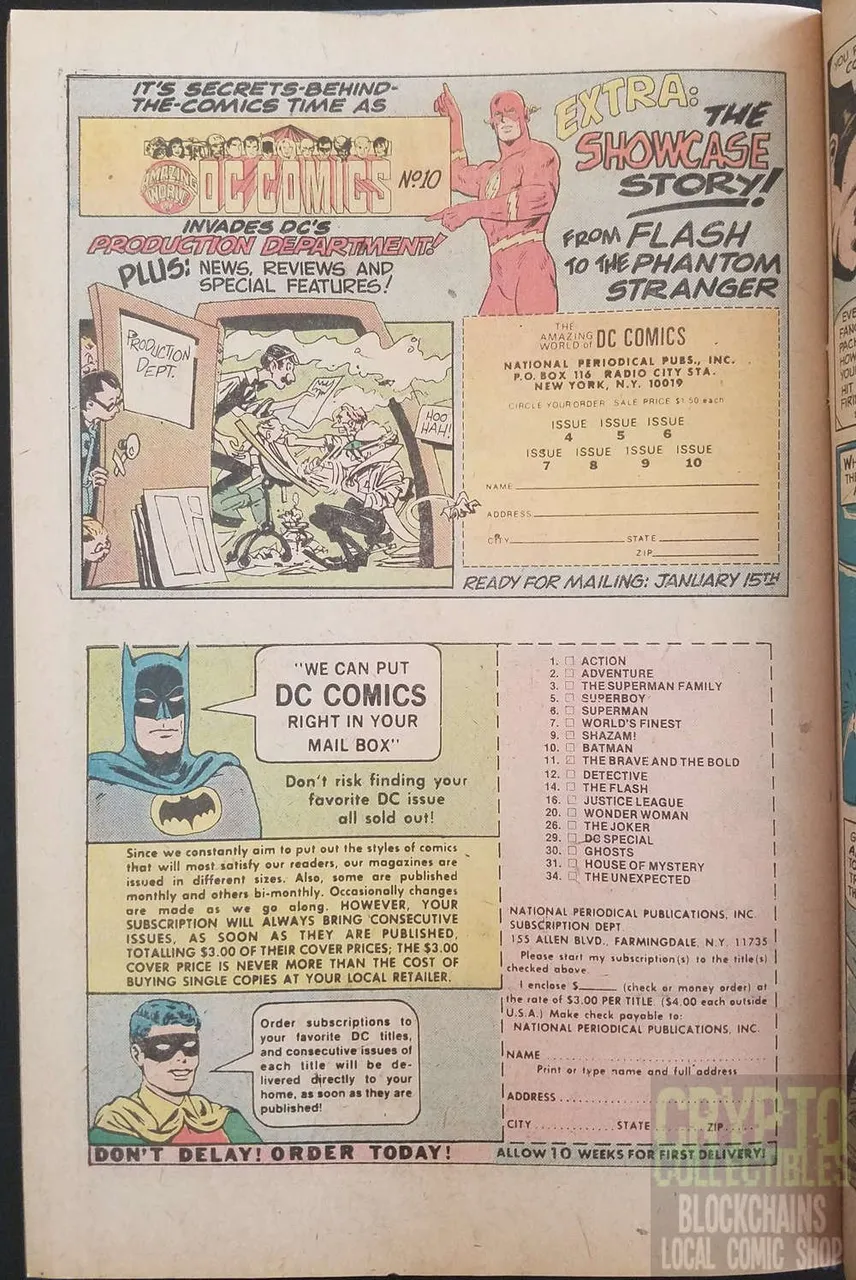 IT'S SECRETS-BEHIND-
THE-COMICS TIME AS
AMAZING
WORLD
OF
DC COMICS
No. 10
INVADES DC'S
PRODUCTION DEPARTMENT!
PLUS: NEWS, REVIEWS AND
SPECIAL FEATURES!
EXTRA:
THE
SHOWCASE
STORY!
FROM FLASH
TO THE PHANTOM
STRANGER
PRODUCTION
DEPT.
HOO
HAH!
THE
AMAZING
WORLD of DC COMICS
NATIONAL PERIODICAL PUBS., INC.
P.O. BOX 116 RADIO CITY STA.
NEW YORK, N.Y. 10019
CIRCLE YOUR ORDER. SALE PRICE $1.50 each
ISSUE ISSUE ISSUE
4 5 6
ISSUE ISSUE ISSUE ISSUE
7 8 9 10
NAME
ADDRESS
CITY STATE
ZIP
READY FOR MAILING: JANUARY 15TH
"WE CAN PUT
DC COMICS
RIGHT IN YOUR
MAIL BOX"
Don't risk finding your
favorite DC issue
all sold out!
Since we constantly aim to put out the styles of comics
that will most satisfy our readers, our magazines are
issued in different sizes. Also, some are published
monthly and others bi-monthly. Occasionally changes
are made as we go along. HOWEVER, YOUR
SUBSCRIPTION WILL ALWAYS BRING CONSECUTIVE
ISSUES, AS SOON AS THEY ARE PUBLISHED,
TOTALLING $3.00 OF THEIR COVER PRICES; THE $3.00
COVER PRICE IS NEVER MORE THAN THE COST OF
BUYING SINGLE COPIES AT YOUR LOCAL RETAILER.
Order subscriptions to
your favorite DC titles,
and consecutive issues of
each title will be de-
livered directly to your
home, as soon as they are
published!
DON'T DELAY! ORDER TODAY!
1. ACTION
2. ADVENTURE
3. THE SUPERMAN FAMILY
5. SUPERBOY
6. SUPERMAN
7. WORLD'S FINEST
9. SHAZAM!
10. BATMAN
11. THE BRAVE AND THE BOLD
12. DETECTIVE
14. THE FLASH
16. JUSTICE LEAGUE
20. WONDER WOMAN
26. THE JOKER
29. DC SPECIAL
30. GHOSTS
31. HOUSE OF MYSTERY
34. THE UNEXPECTED
NATIONAL PERIODICAL PUBLICATIONS, INC.
SUBSCRIPTION DEPT.
155 ALLEN BLVD., FARMINGDALE, N.Y. 11735
Please start my subscription(s) to the title(s)
checked above.
I enclose $ (check or money order) at
the rate of $3.00 PER TITLE. ($4.00 each outside
U.S.A.) Make check payable to:
NATIONAL PERIODICAL PUBLICATIONS, INC.
NAME
Print or type name and full address
ADDRESS
CITY STATE ZIP
ALLOW 10 WEEKS FOR FIRST DELIVERY!
CRYPTO
COLLECTIBLES
BLOCKCHAINS
LOCAL COMIC SHOP